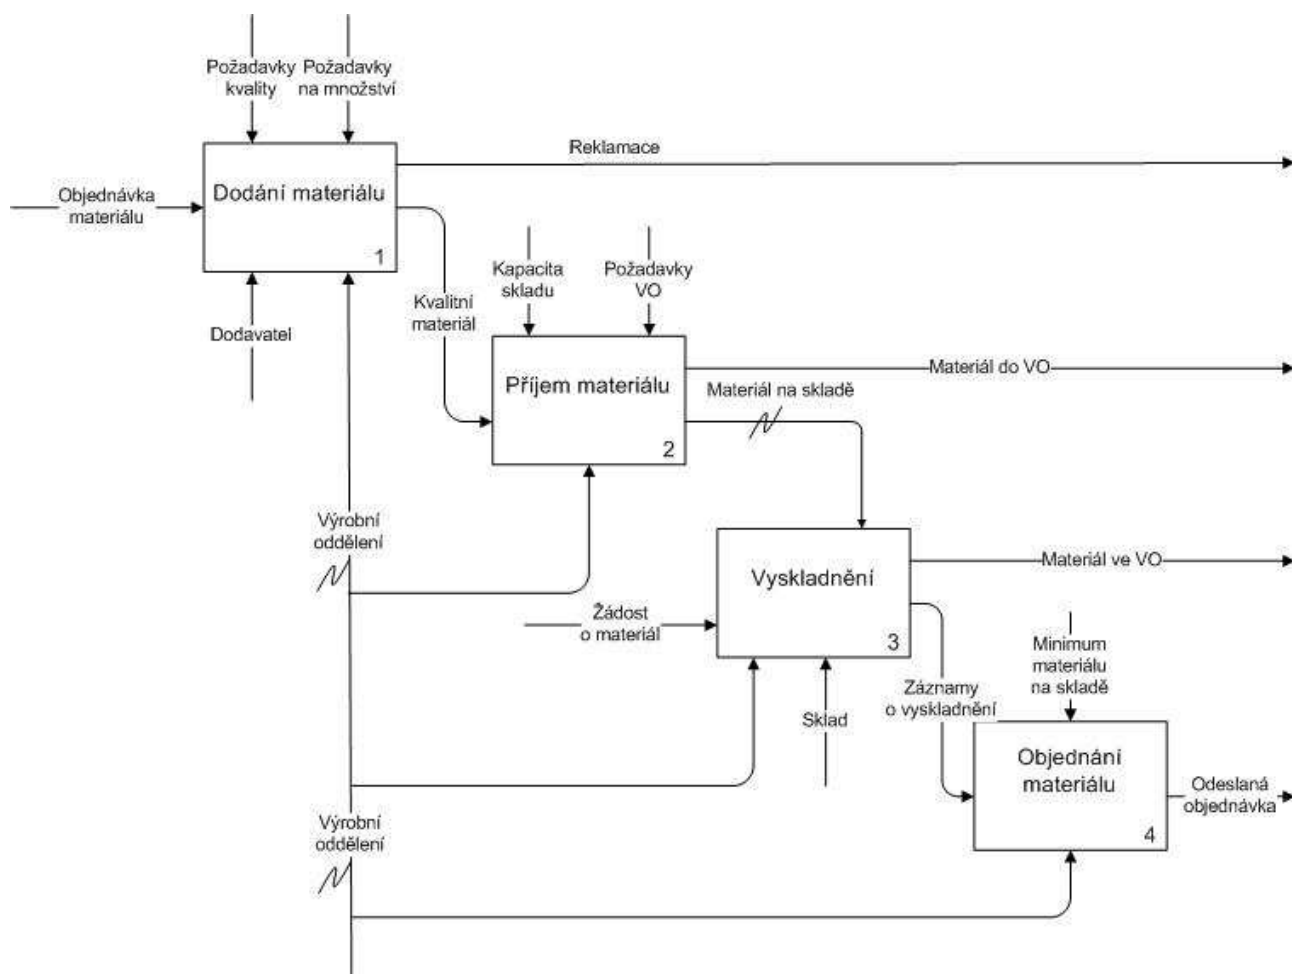 Požadavky
kvality
Požadavky
na množství
Reklamace
Objednávka
materiálu
Dodání materiálu
1
Kapacita
skladu
Požadavky
VO
Kvalitní
materiál
Dodavatel
Materiál do VO
Příjem materiálu
Materiál na skladě
2
Výrobní
oddělení
Materiál ve VO
Vyskladnění
Žádost
o materiál
3
Minimum
materiálu
na skladě
Záznamy
o vyskladnění
Sklad
Objednání
materiálu
Odeslaná
objednávka
4
Výrobní
oddělení